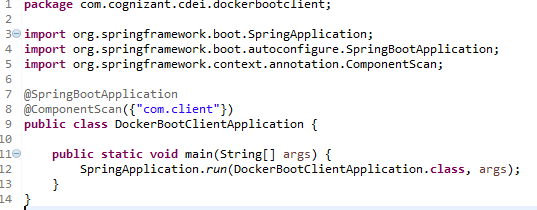 1 package com.cognizant.cdei.dockerbootclient;
2
3 import org.springframework.boot.SpringApplication;
4 import org.springframework.boot.autoconfigure.SpringBootApplication;
5 import org.springframework.context.annotation.ComponentScan;
6
7 @SpringBootApplication
8 @ComponentScan({"com.client"})
9 public class DockerBootClientApplication {
10
11     public static void main(String[] args) {
12         SpringApplication.run(DockerBootClientApplication.class, args);
13     }
14 }